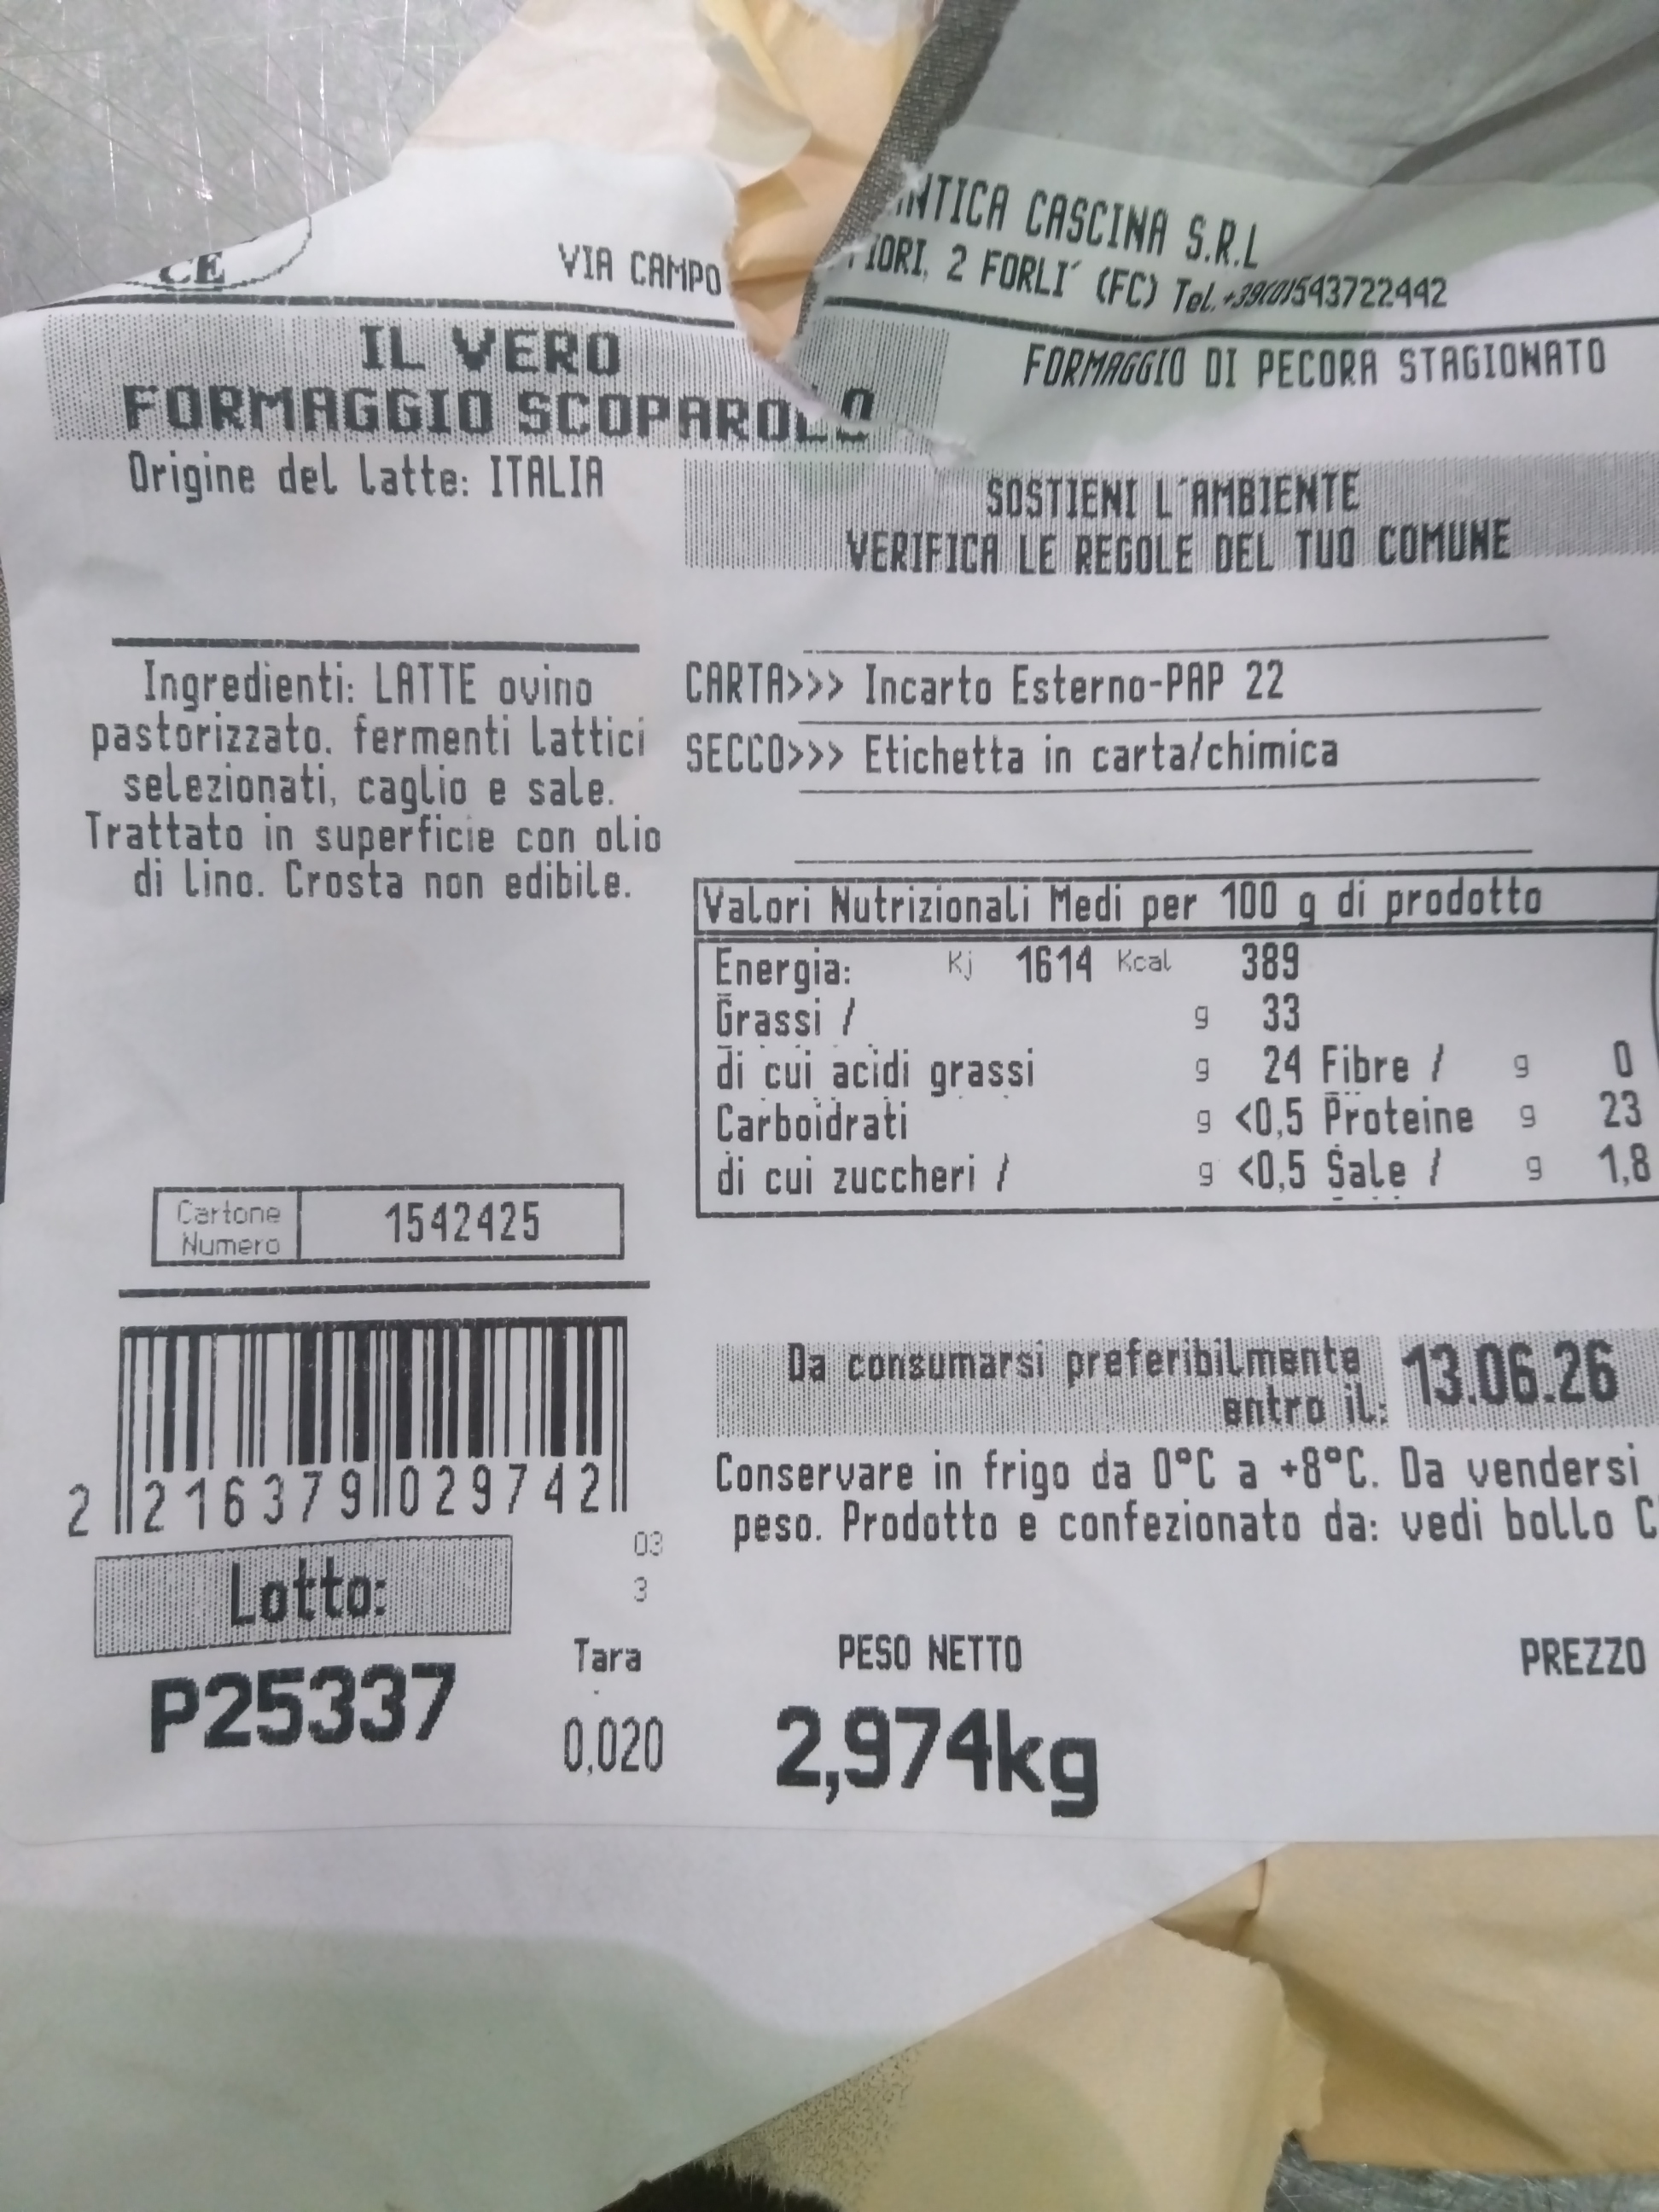 ANTICA CASCINA S.R.L
VIA CAMPO
FIORI, 2 FORLI´ (FC) Tel.+39(0)543722442
CE
IL VERO
FORMAGGIO SCOPAROLO
Origine del latte: ITALIA
FORMAGGIO DI PECORA STAGIONATO
SOSTIENI L´AMBIENTE
VERIFICA LE REGOLE DEL TUO COMUNE
Ingredienti: LATTE ovino
pastorizzato. fermenti lattici
selezionati, caglio e sale.
Trattato in superficie con olio
di lino. Crosta non edibile.
CARTA>>> Incarto Esterno-PAP 22
SECCO>>> Etichetta in carta/chimica
Valori Nutrizionali Medi per 100 g di prodotto
Energia: Kj 1614 Kcal 389
Grassi / g 33
di cui acidi grassi g 24 Fibre / g 0
Carboidrati g <0,5 Proteine g 23
di cui zuccheri / g <0,5 Sale / g 1,8
Cartone
Numero
1542425
2 216379 029742
03
3
Da consumarsi preferibilmente
entro il:
13.06.26
Conservare in frigo da 0°C a +8°C. Da vendersi
peso. Prodotto e confezionato da: vedi bollo
Lotto:
P25337
Tara
0,020
PESO NETTO
2,974kg
PREZZO